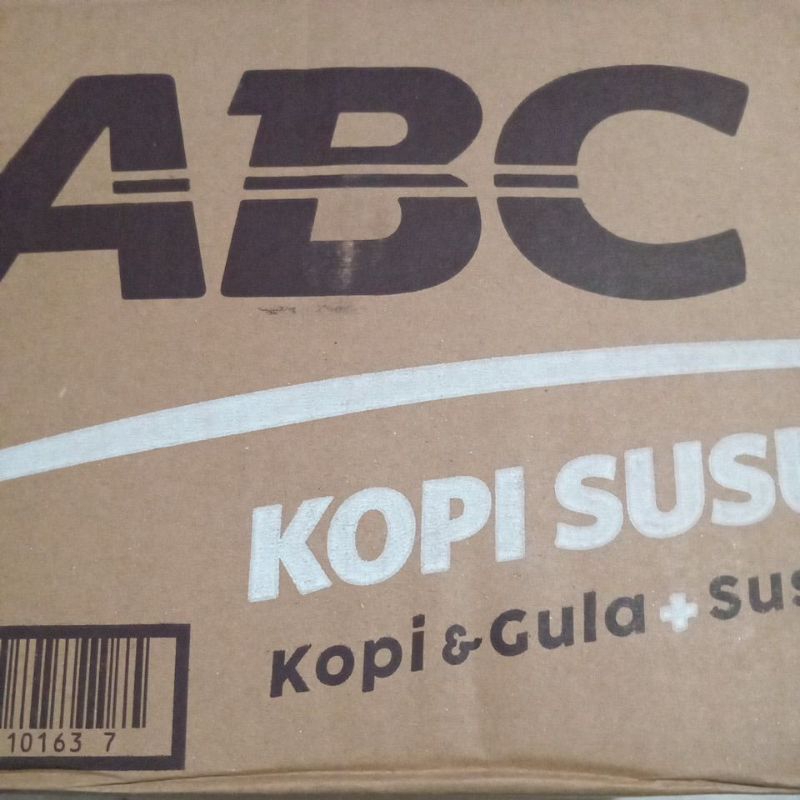 ABC
KOPI SUSU
Kopi & Gula + Sus
10163 7